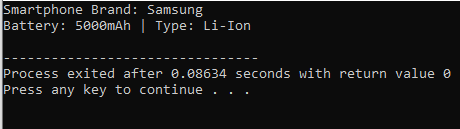 Smartphone Brand: Samsung
Battery: 5000mAh | Type: Li-Ion
--------------------------------
Process exited after 0.08634 seconds with return value 0
Press any key to continue . . .